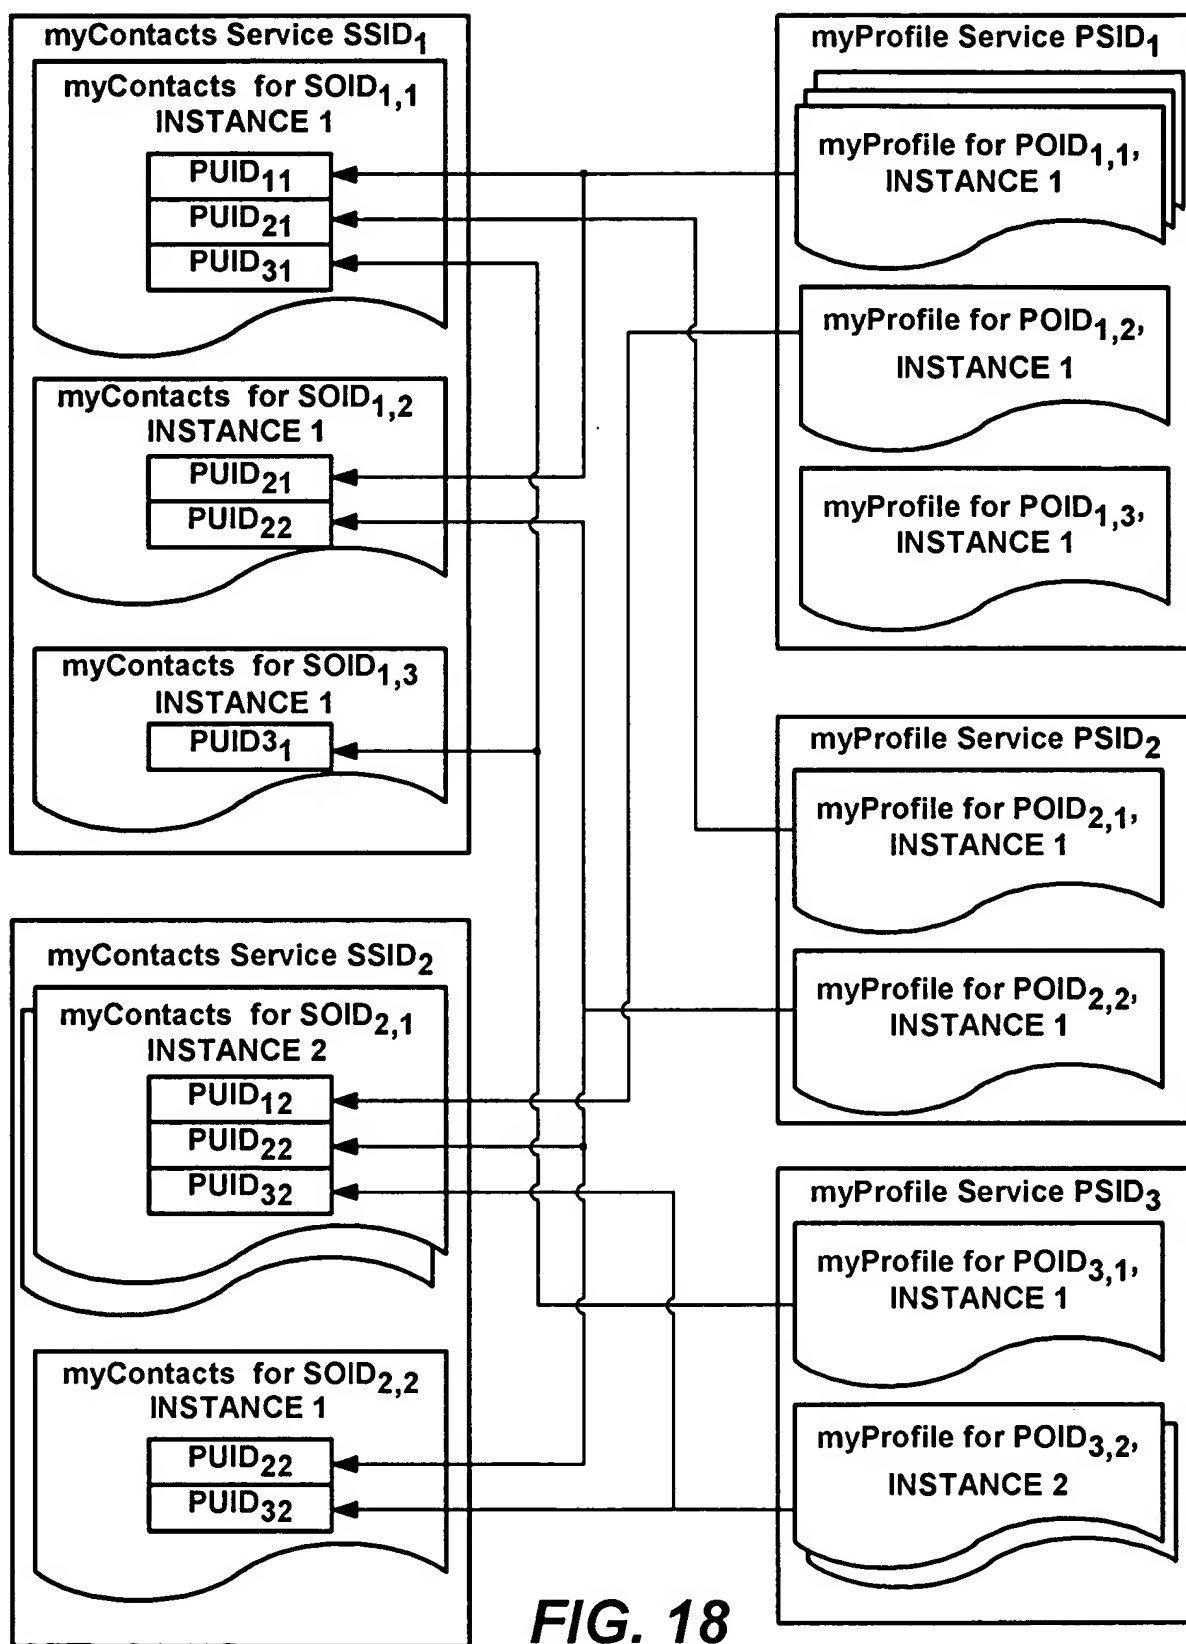 myContacts Service SSID1
myContacts for SOID1,1
INSTANCE 1
PUID11
PUID21
PUID31
myContacts for SOID1,2
INSTANCE 1
PUID21
PUID22
myContacts for SOID1,3
INSTANCE 1
PUID31
myContacts Service SSID2
myContacts for SOID2,1
INSTANCE 2
PUID12
PUID22
PUID32
myContacts for SOID2,2
INSTANCE 1
PUID22
PUID32
myProfile Service PSID1
myProfile for POID1,1,
INSTANCE 1
myProfile for POID1,2,
INSTANCE 1
myProfile for POID1,3,
INSTANCE 1
myProfile Service PSID2
myProfile for POID2,1,
INSTANCE 1
myProfile for POID2,2,
INSTANCE 1
myProfile Service PSID3
myProfile for POID3,1,
INSTANCE 1
myProfile for POID3,2,
INSTANCE 2
FIG. 18